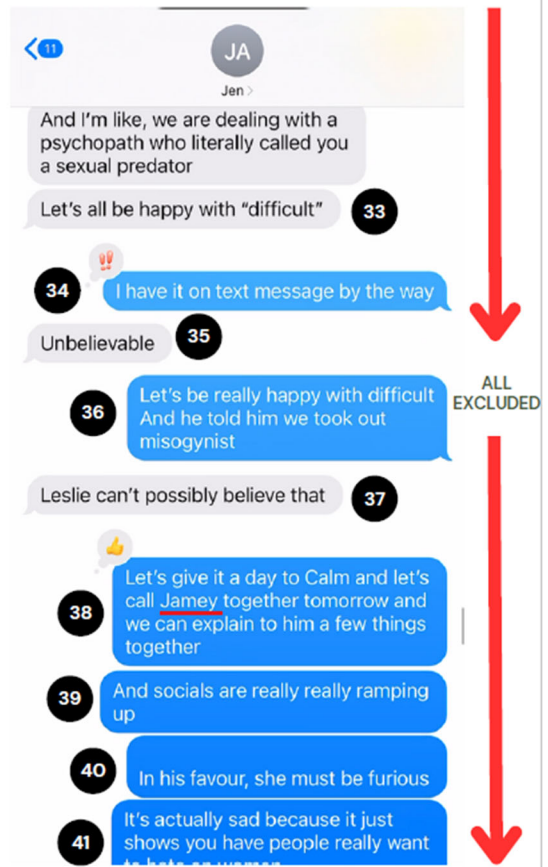 11
JA
Jen
And I’m like, we are dealing with a
psychopath who literally called you
a sexual predator
Let’s all be happy with “difficult”
33
34
I have it on text message by the way
Unbelievable
35
36
Let’s be really happy with difficult
And he told him we took out
misogynist
ALL
EXCLUDED
Leslie can’t possibly believe that
37
38
Let’s give it a day to Calm and let’s
call Jamey together tomorrow and
we can explain to him a few things
together
39
And socials are really really ramping
up
40
In his favour, she must be furious
41
It’s actually sad because it just
shows you have people really want
to hate on women